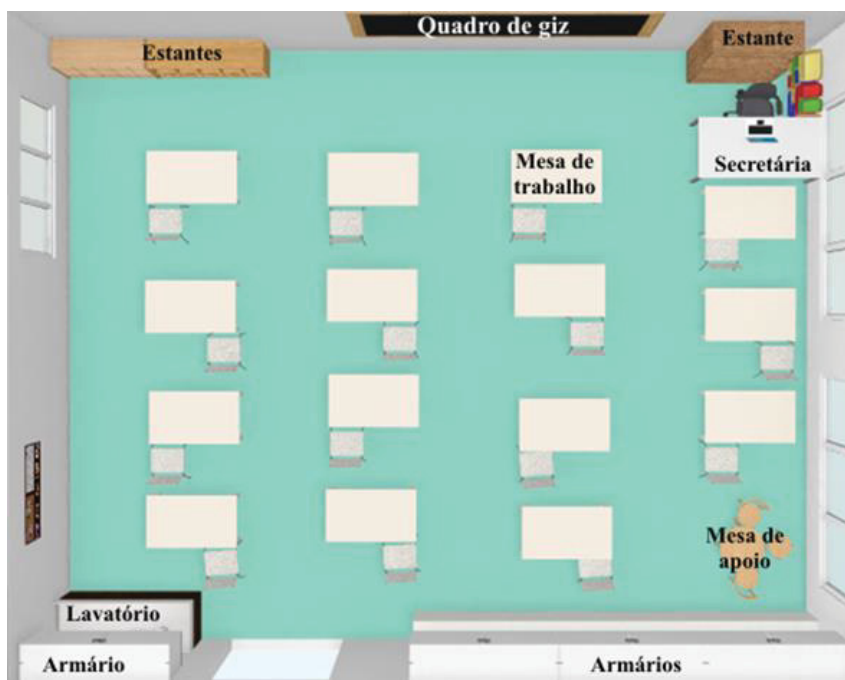 Quadro de giz
Estantes
Estante
Mesa de
trabalho
Secretária
Mesa de
apoio
Lavatório
Armário
Armários